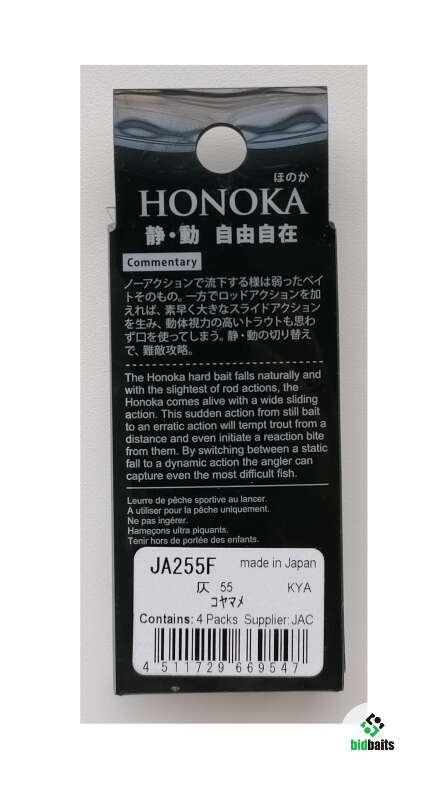 ほのか
HONOKA
静・動 自由自在
Commentary
ノーアクションで流下する様は弱ったベイ
トそのもの。一方でロッドアクションを加
えれば、素早く大きなスライドアクション
を生み、動体視力の高いトラウトも思わ
ず口を使ってしまう。静・動の切り替え
で、難敵攻略。
The Honoka hard bait falls naturally and
with the slightest of rod actions, the
Honoka comes alive with a wide sliding
action. This sudden action from still bait
to an erratic action will tempt trout from a
distance and even initiate a reaction bite
from them. By switching between a static
fall to a dynamic action the angler can
capture even the most difficult fish.
Leurre de pêche sportive au lancer.
A utiliser pour la pêche uniquement.
Ne pas ingérer.
Hameçons ultra piquants.
Tenir hors de portée des enfants.
JA255F made in Japan
仄 55 KYA
コヤマメ
Contains: 4 Packs Supplier: JAC
4 511729 669547
bidbaits